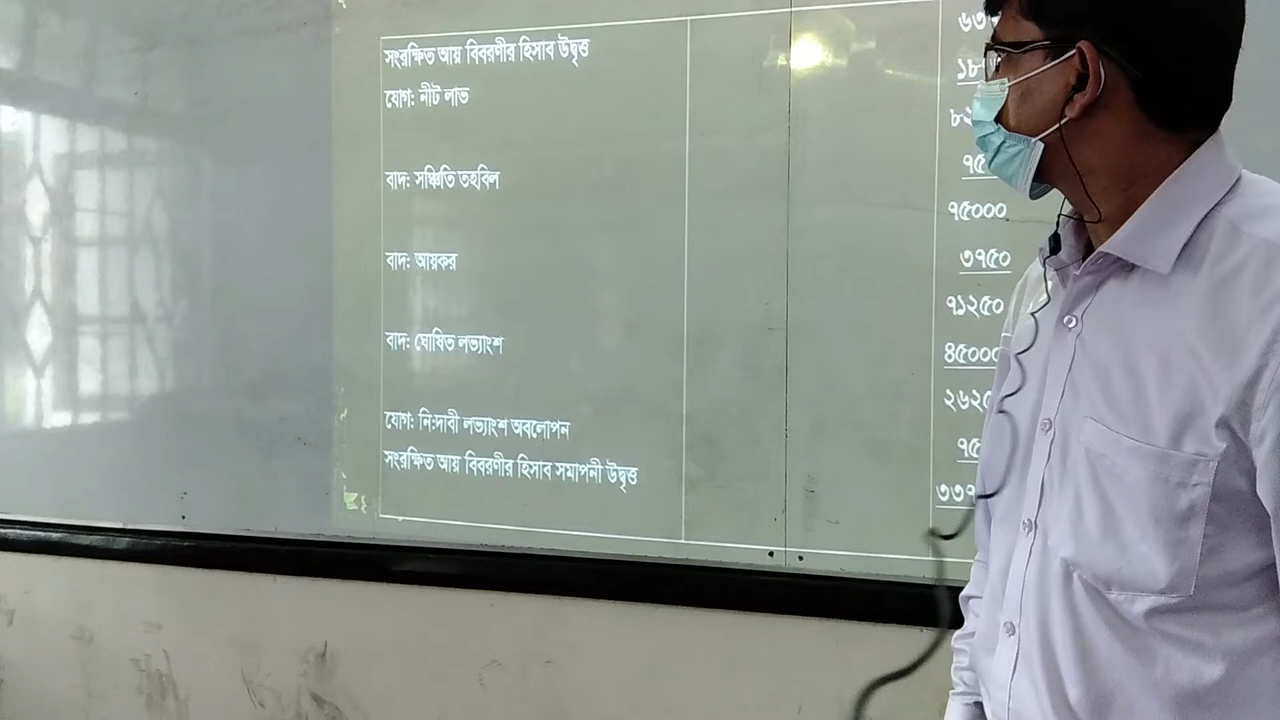 সংরক্ষিত আয় বিবরণীর হিসাব উদ্বৃত্ত
যোগ: নীট লাভ
বাদ: সঞ্চিতি তহবিল
৭৫০০০
বাদ: আয়কর
৩৭৫০
৭১২৫০
বাদ: ঘোষিত লভ্যাংশ
৪৫০০০
যোগ: নি:দাবী লভ্যাংশ অবলোপন
সংরক্ষিত আয় বিবরণীর হিসাব সমাপনী উদ্বৃত্ত